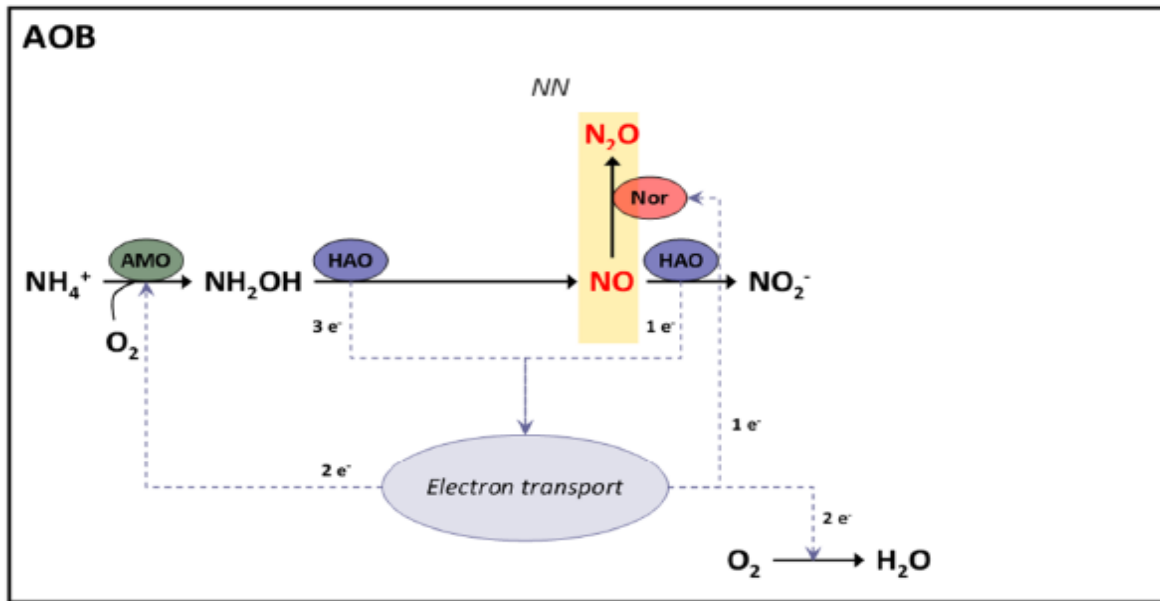 AOB
NN
N₂O
Nor
AMO
HAO
HAO
NH₄⁺
NH₂OH
NO
NO₂⁻
O₂
3 e⁻
1 e⁻
1 e⁻
2 e⁻
Electron transport
2 e⁻
O₂
H₂O